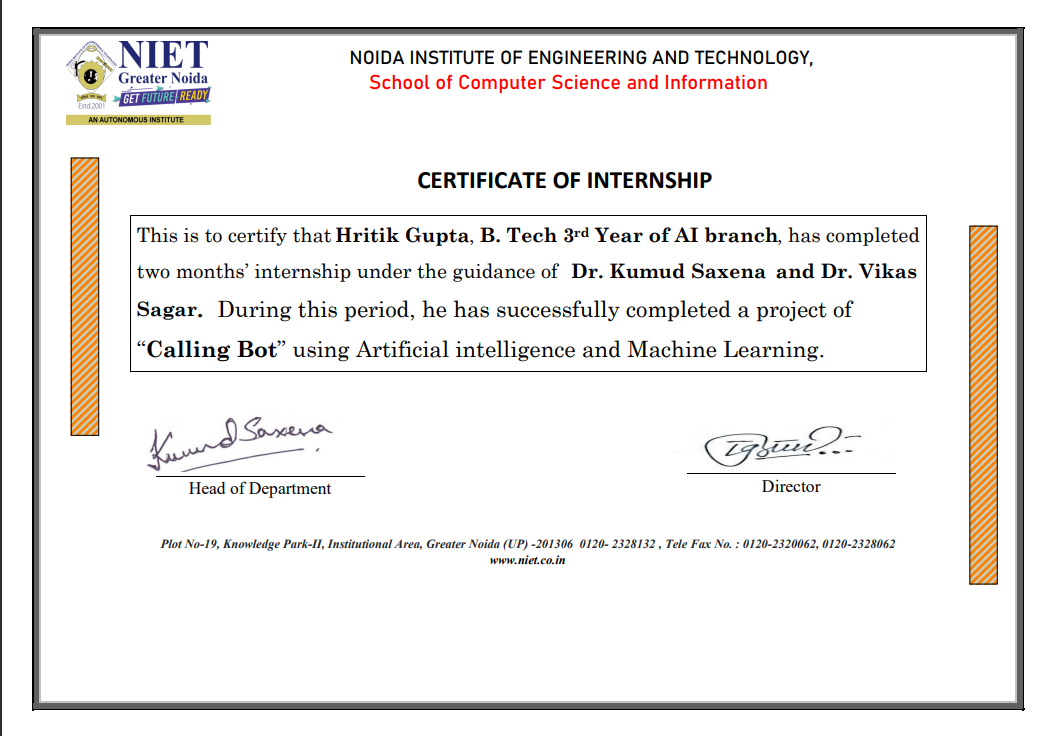 NIET
Greater Noida
GET FUTURE READY
Estd.2001
AN AUTONOMOUS INSTITUTE
NOIDA INSTITUTE OF ENGINEERING AND TECHNOLOGY,
School of Computer Science and Information
CERTIFICATE OF INTERNSHIP
This is to certify that Hritik Gupta, B. Tech 3rd Year of AI branch, has completed
two months’ internship under the guidance of Dr. Kumud Saxena and Dr. Vikas
Sagar. During this period, he has successfully completed a project of
“Calling Bot” using Artificial intelligence and Machine Learning.
Kumud Saxena
Head of Department
Director
Plot No-19, Knowledge Park-II, Institutional Area, Greater Noida (UP) -201306 0120- 2328132 , Tele Fax No. : 0120-2320062, 0120-2328062
www.niet.co.in